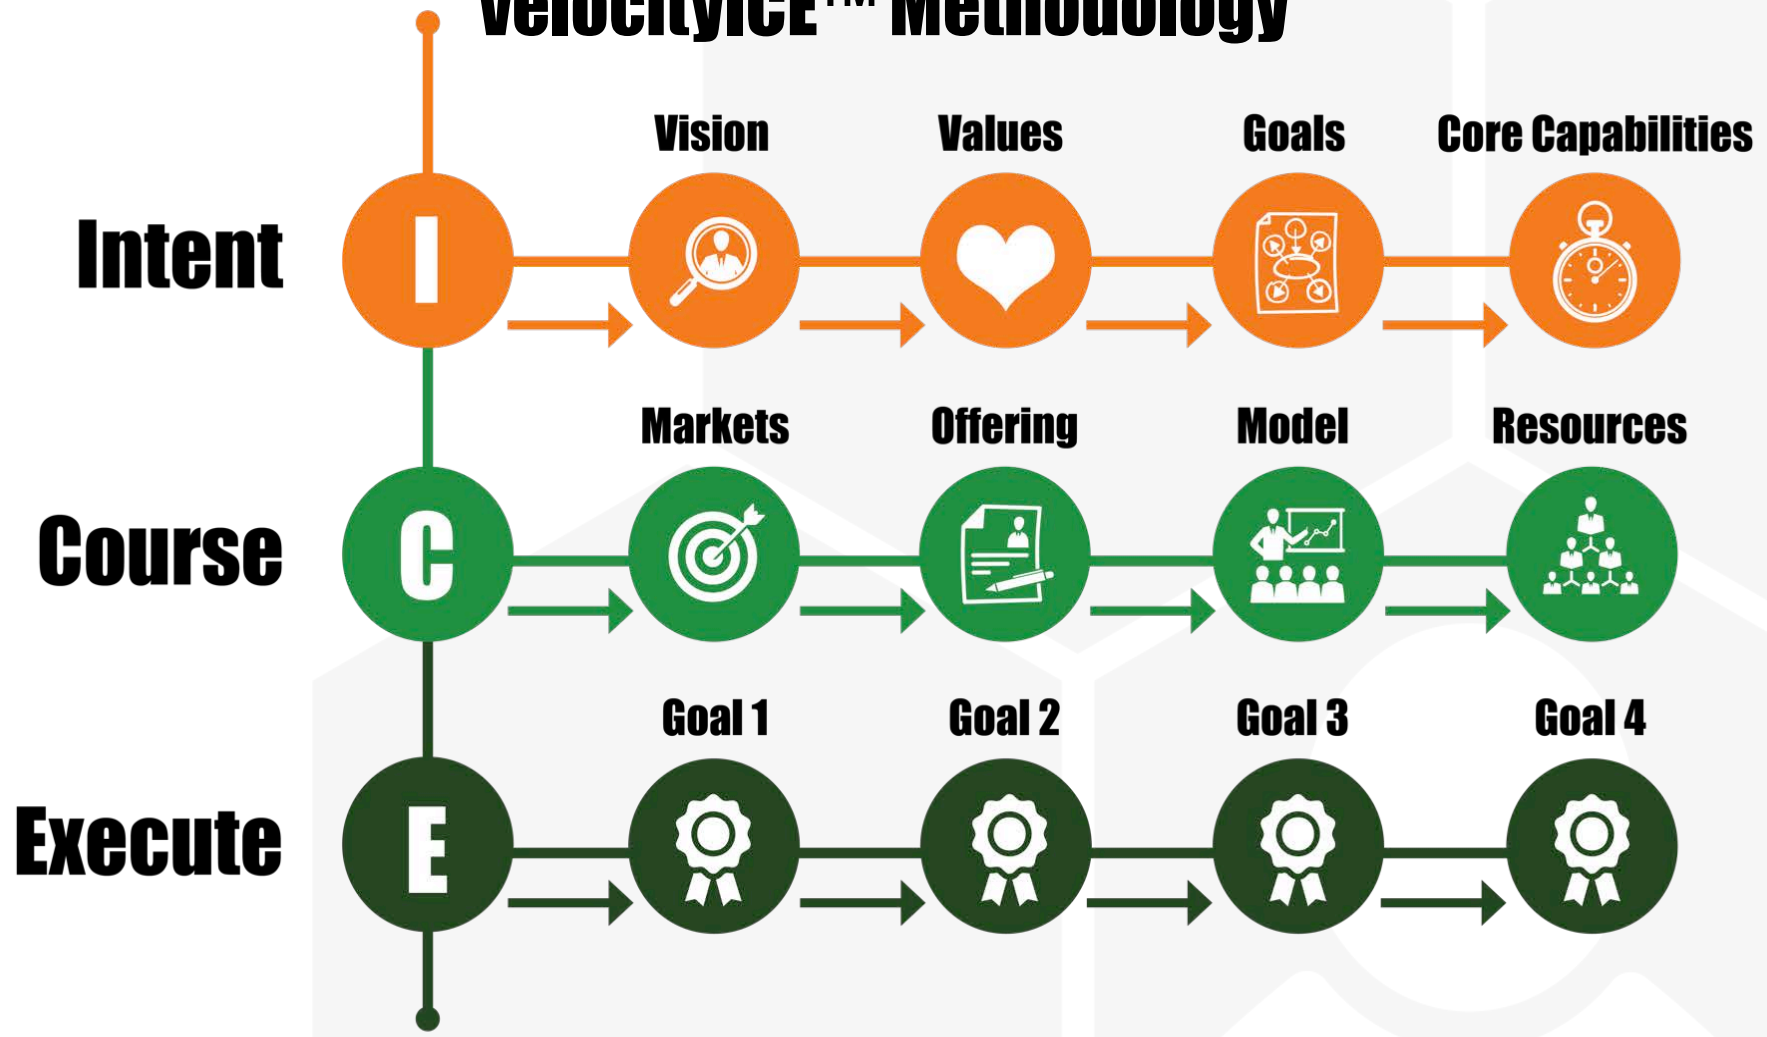 VelocityICE™ Methodology
Vision Values Goals Core Capabilities
Intent I
Markets Offering Model Resources
Course C
Goal 1 Goal 2 Goal 3 Goal 4
Execute E